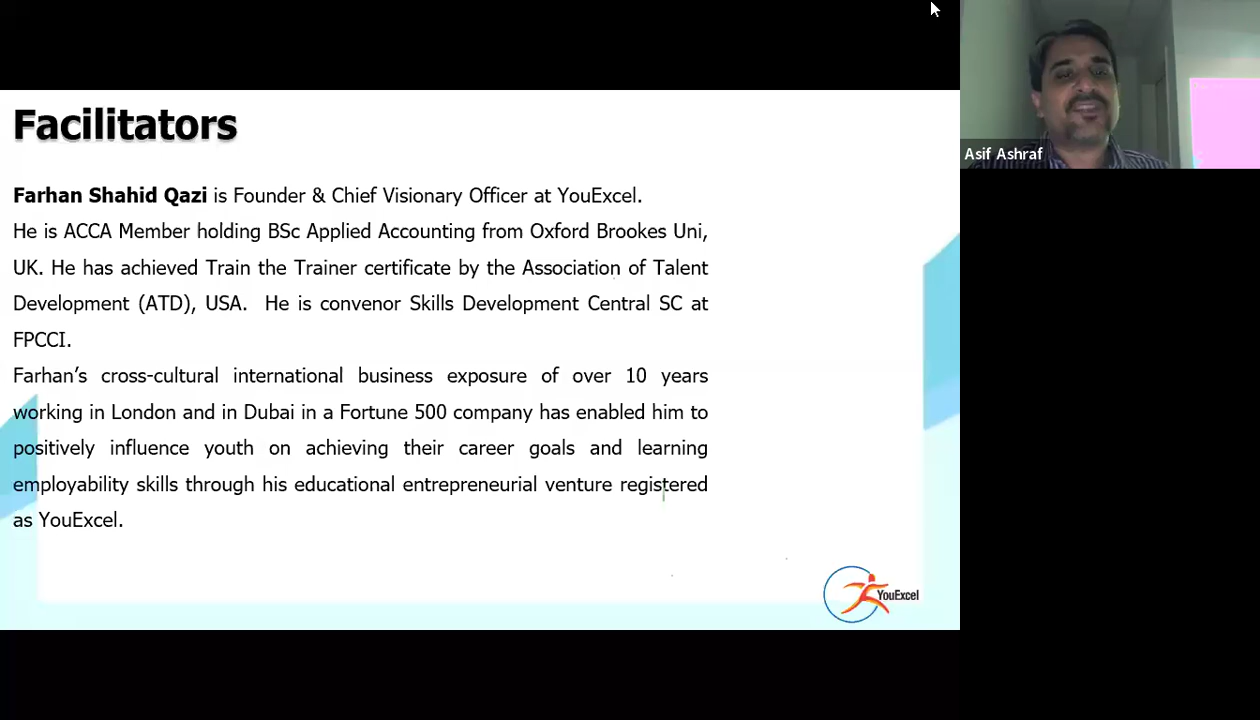 Facilitators
Farhan Shahid Qazi is Founder & Chief Visionary Officer at YouExcel.
He is ACCA Member holding BSc Applied Accounting from Oxford Brookes Uni,
UK. He has achieved Train the Trainer certificate by the Association of Talent
Development (ATD), USA.  He is convenor Skills Development Central SC at
FPCCI.
Farhan’s cross-cultural international business exposure of over 10 years
working in London and in Dubai in a Fortune 500 company has enabled him to
positively influence youth on achieving their career goals and learning
employability skills through his educational entrepreneurial venture registered
as YouExcel.
YouExcel
Asif Ashraf